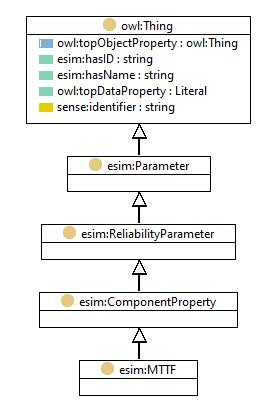 owl:Thing
owl:topObjectProperty : owl:Thing
esim:hasID : string
esim:hasName : string
owl:topDataProperty : Literal
sense:identifier : string
esim:Parameter
esim:ReliabilityParameter
esim:ComponentProperty
esim:MTTF